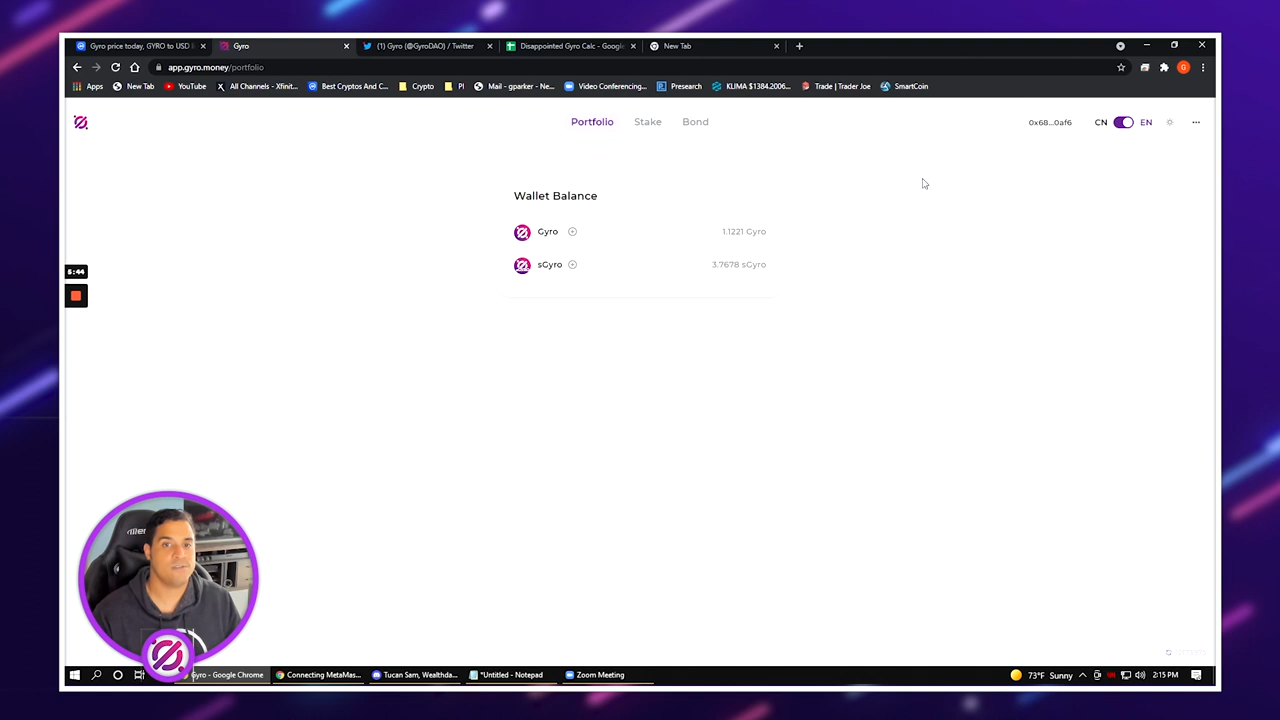 Gyro price today, GYRO to USD
Gyro
(1) Gyro (@GyroDAO) / Twitter
Disappointed Gyro Calc - Google
New Tab
app.gyro.money/portfolio
G
Apps
New Tab
YouTube
All Channels - Xfinit...
Best Cryptos And C...
Crypto
PI
Mail - gparker - Ne...
Video Conferencing...
Presearch
KLIMA $1384.2006...
Trade | Trader Joe
SmartCoin
Portfolio
Stake
Bond
0x68...0af6
CN
EN
Wallet Balance
Gyro
1.1221 Gyro
sGyro
3.7678 sGyro
5:44
Gyro - Google Chrome
Connecting MetaMas...
Tucan Sam, Wealthda...
*Untitled - Notepad
Zoom Meeting
73°F Sunny
2:15 PM